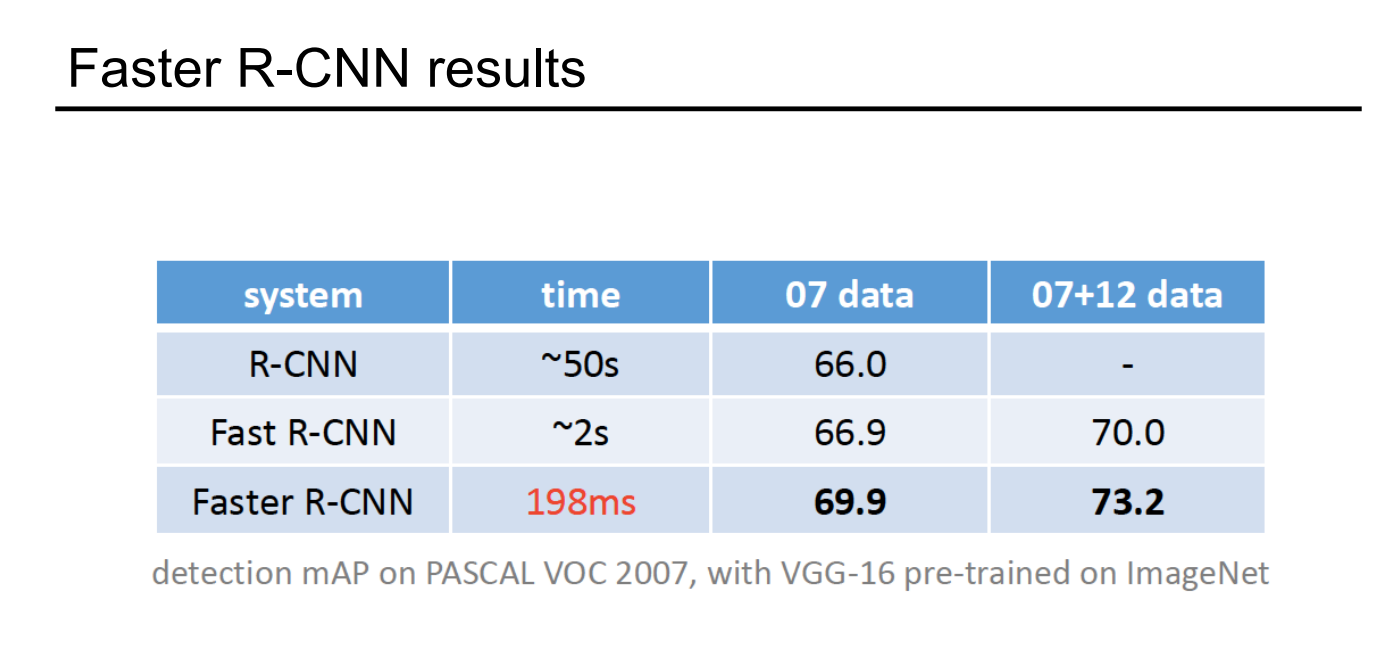 Faster R-CNN results
system time 07 data 07+12 data
R-CNN ~50s 66.0 -
Fast R-CNN ~2s 66.9 70.0
Faster R-CNN 198ms 69.9 73.2
detection mAP on PASCAL VOC 2007, with VGG-16 pre-trained on ImageNet